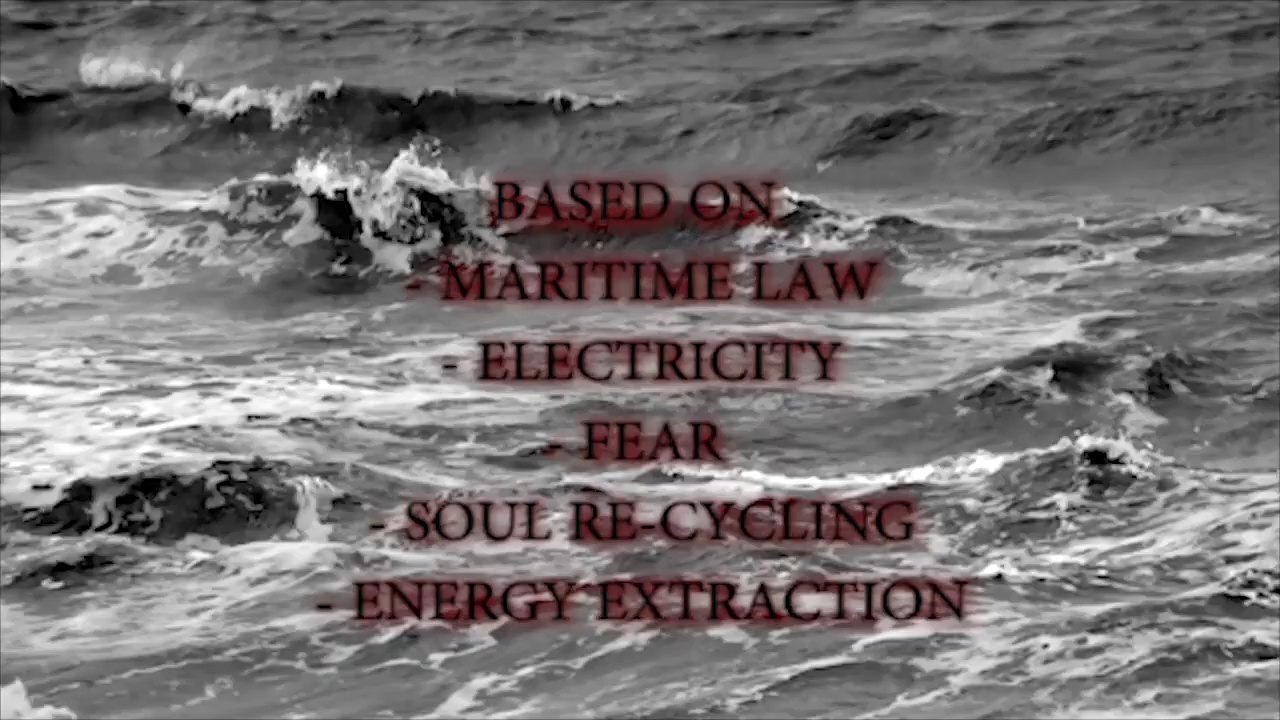 BASED ON
- MARITIME LAW
- ELECTRICITY
- FEAR
- SOUL RE-CYCLING
- ENERGY EXTRACTION